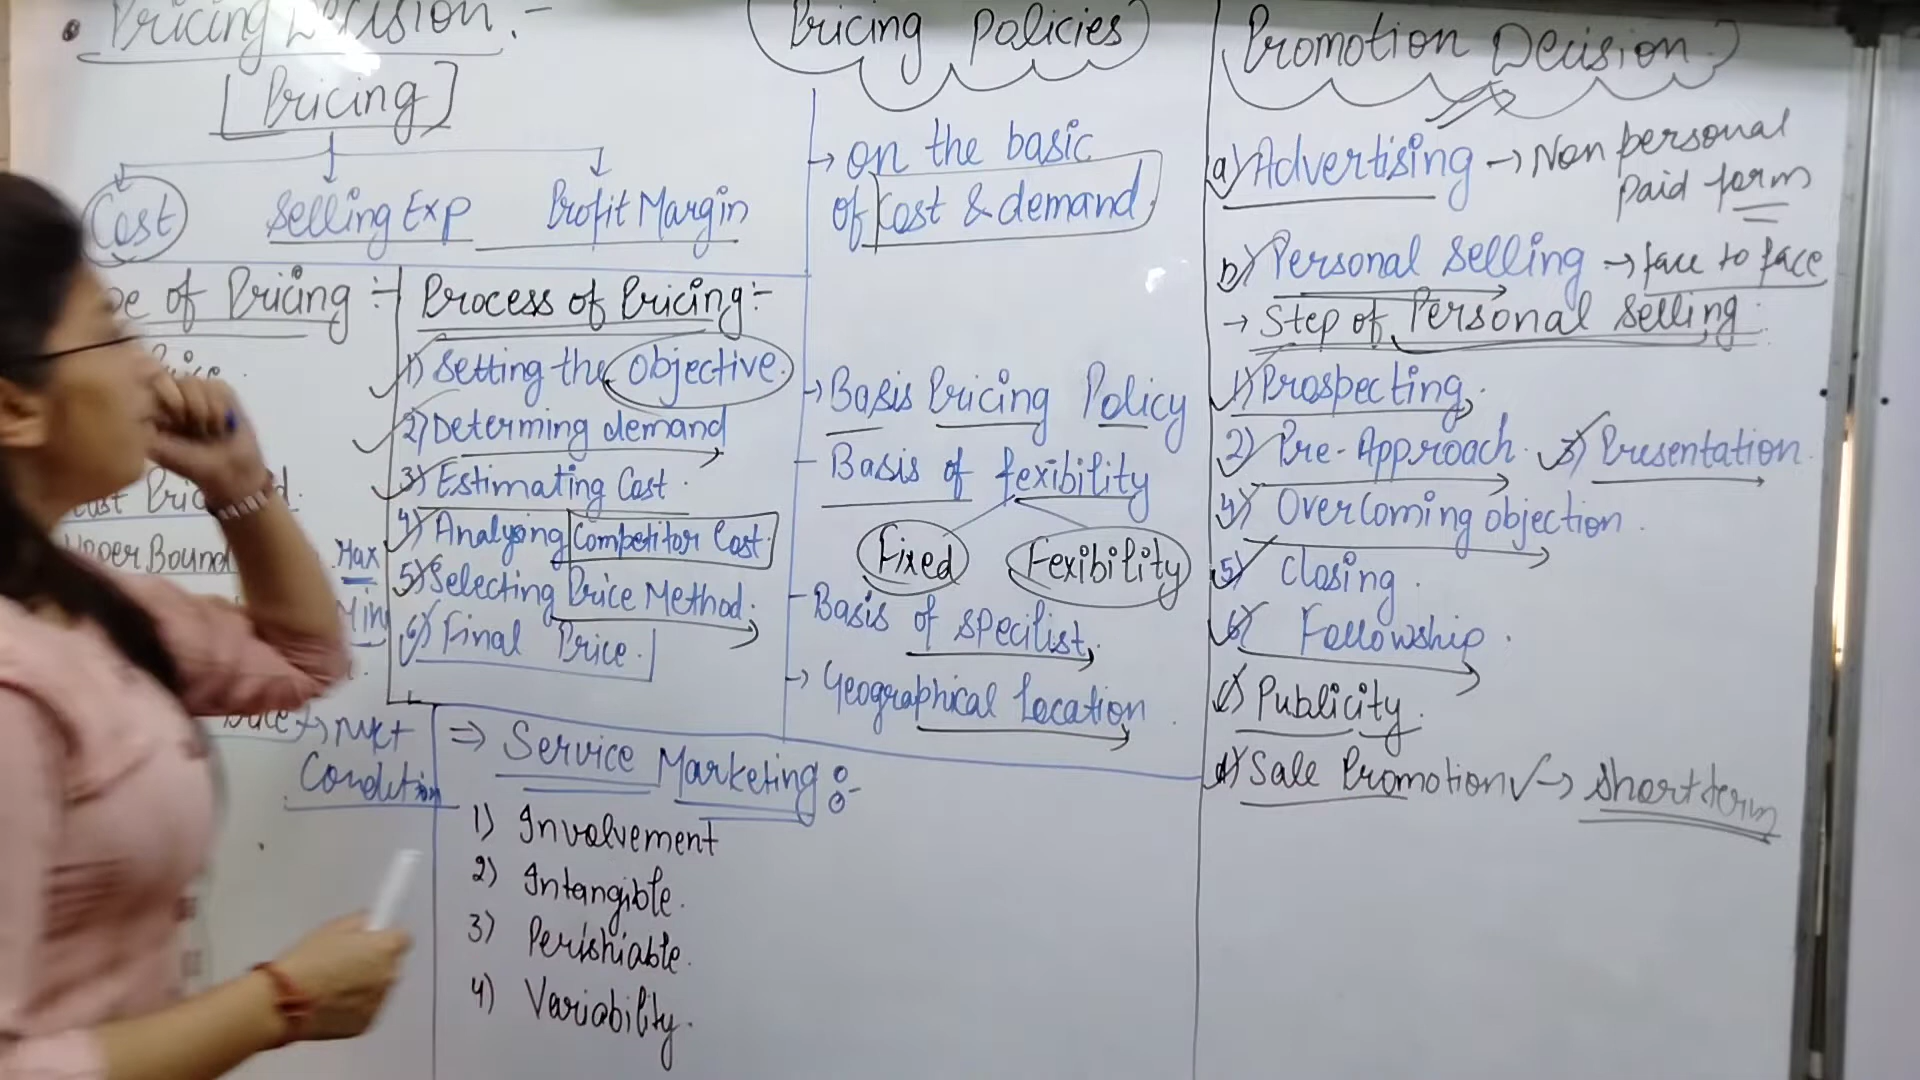 Pricing Decision :-
[Pricing]
Cost Selling Exp Profit Margin
of Pricing :-
Upper Bound
Max
Min
→ Mkt
Condition
Process of Pricing :-
1) Setting the objective.
2) Determing demand
3) Estimating Cost.
4) Analysing Competitor Cost.
5) Selecting Price Method.
6) Final Price.
⇒ Service Marketing :-
1) Involvement
2) Intangible.
3) Perishiable.
4) Variability.
Pricing Policies
→ on the basic
of Cost & demand
→ Basis Pricing Policy
- Basis of fexibility
Fixed Fexibility
- Basis of specilist.
→ Geographical Location.
Promotion Decision
a) Advertising → Non personal
paid form
b) Personal Selling → face to face
→ Step of Personal Selling.
1) Prospecting.
2) Pre-Approach. 3) Presentation.
4) Overcoming objection.
5) Closing.
6) Fellowship.
c) Publicity.
d) Sale Promotion → Short term